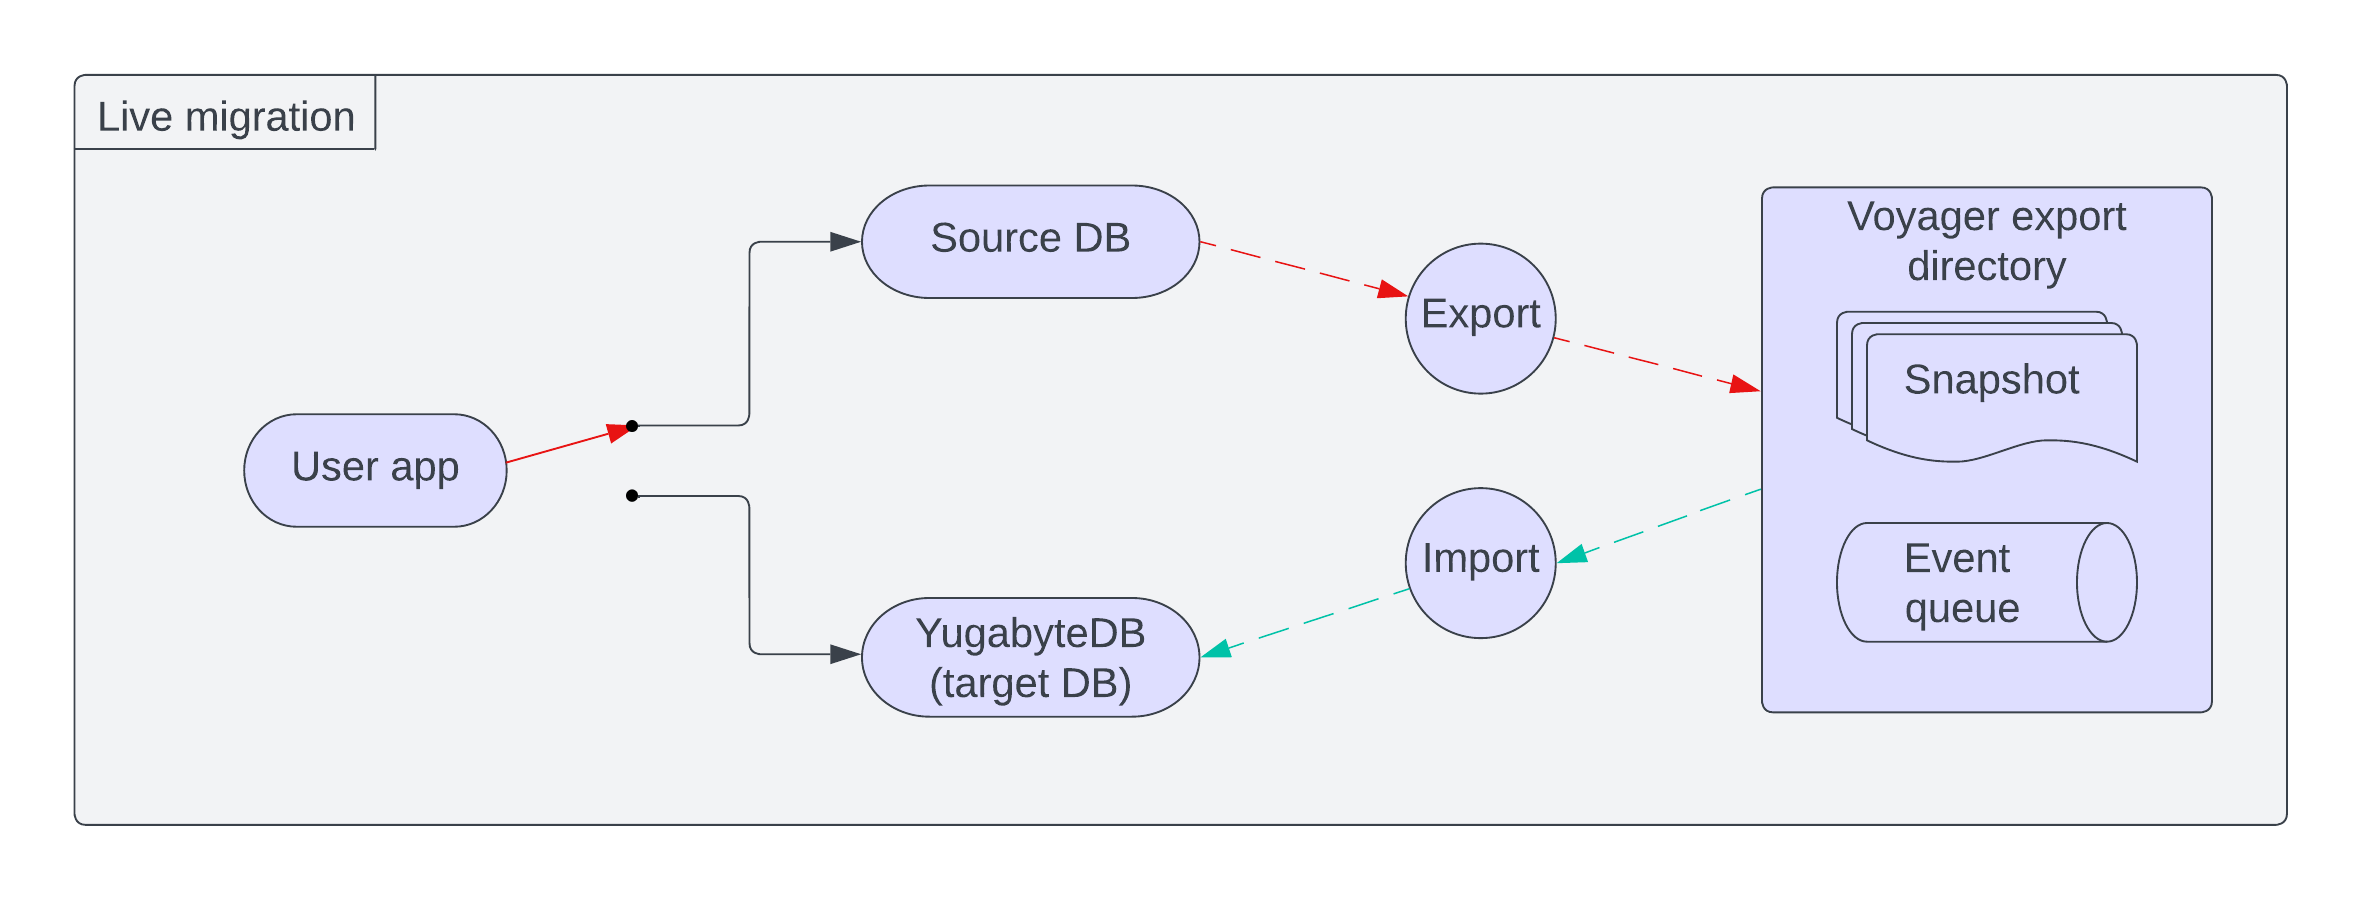 Live migration
Source DB
Voyager export
directory
Export
Snapshot
User app
Import
Event
queue
YugabyteDB
(target DB)